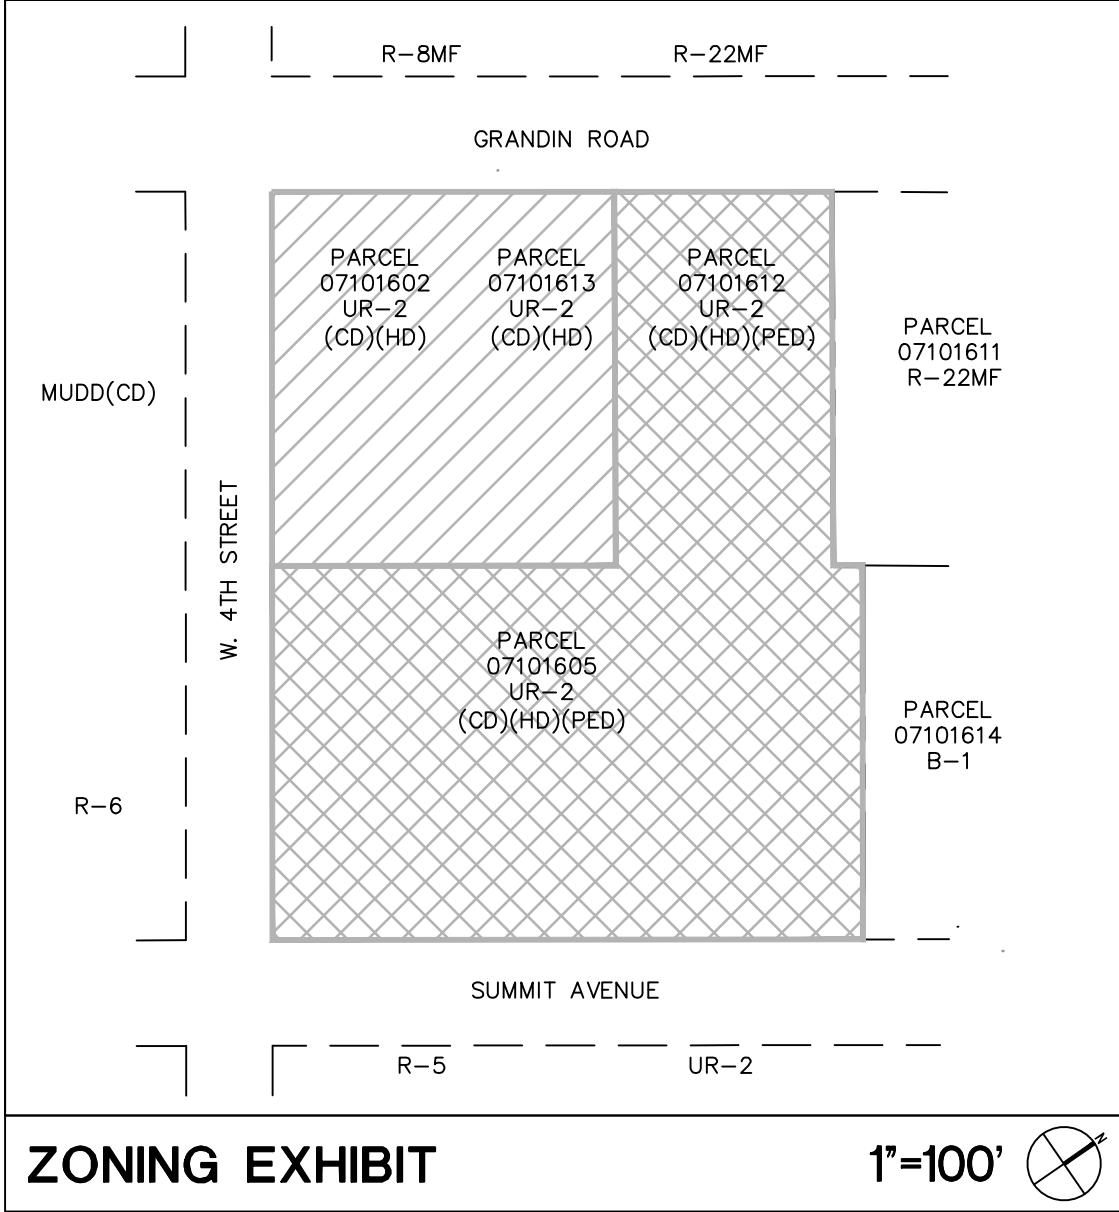 R-8MF
R-22MF
GRANDIN ROAD
PARCEL
07101602
UR-2
(CD)(HD)
PARCEL
07101613
UR-2
(CD)(HD)
PARCEL
07101612
UR-2
(CD)(HD)(PED)
PARCEL
07101611
R-22MF
MUDD(CD)
W. 4TH STREET
PARCEL
07101605
UR-2
(CD)(HD)(PED)
PARCEL
07101614
B-1
R-6
SUMMIT AVENUE
R-5
UR-2
ZONING EXHIBIT
1"=100'
N